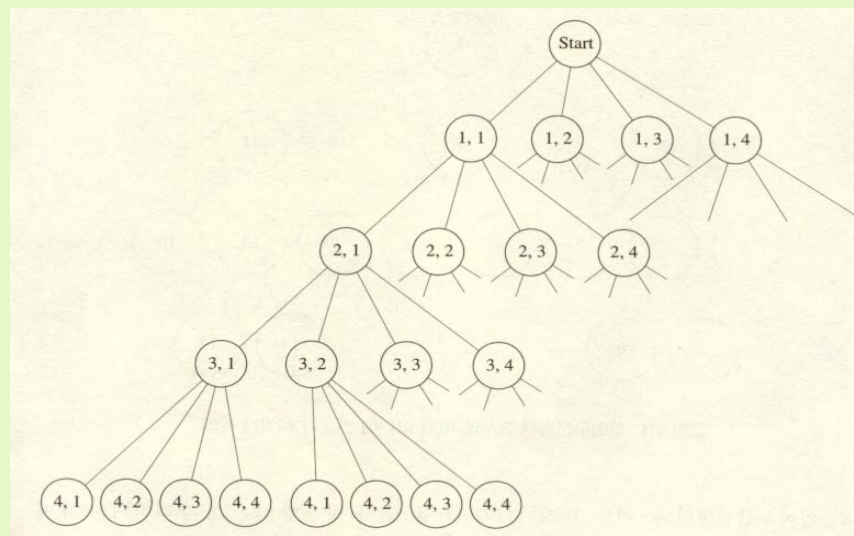 Start
1, 1 1, 2 1, 3 1, 4
2, 1 2, 2 2, 3 2, 4
3, 1 3, 2 3, 3 3, 4
4, 1 4, 2 4, 3 4, 4 4, 1 4, 2 4, 3 4, 4